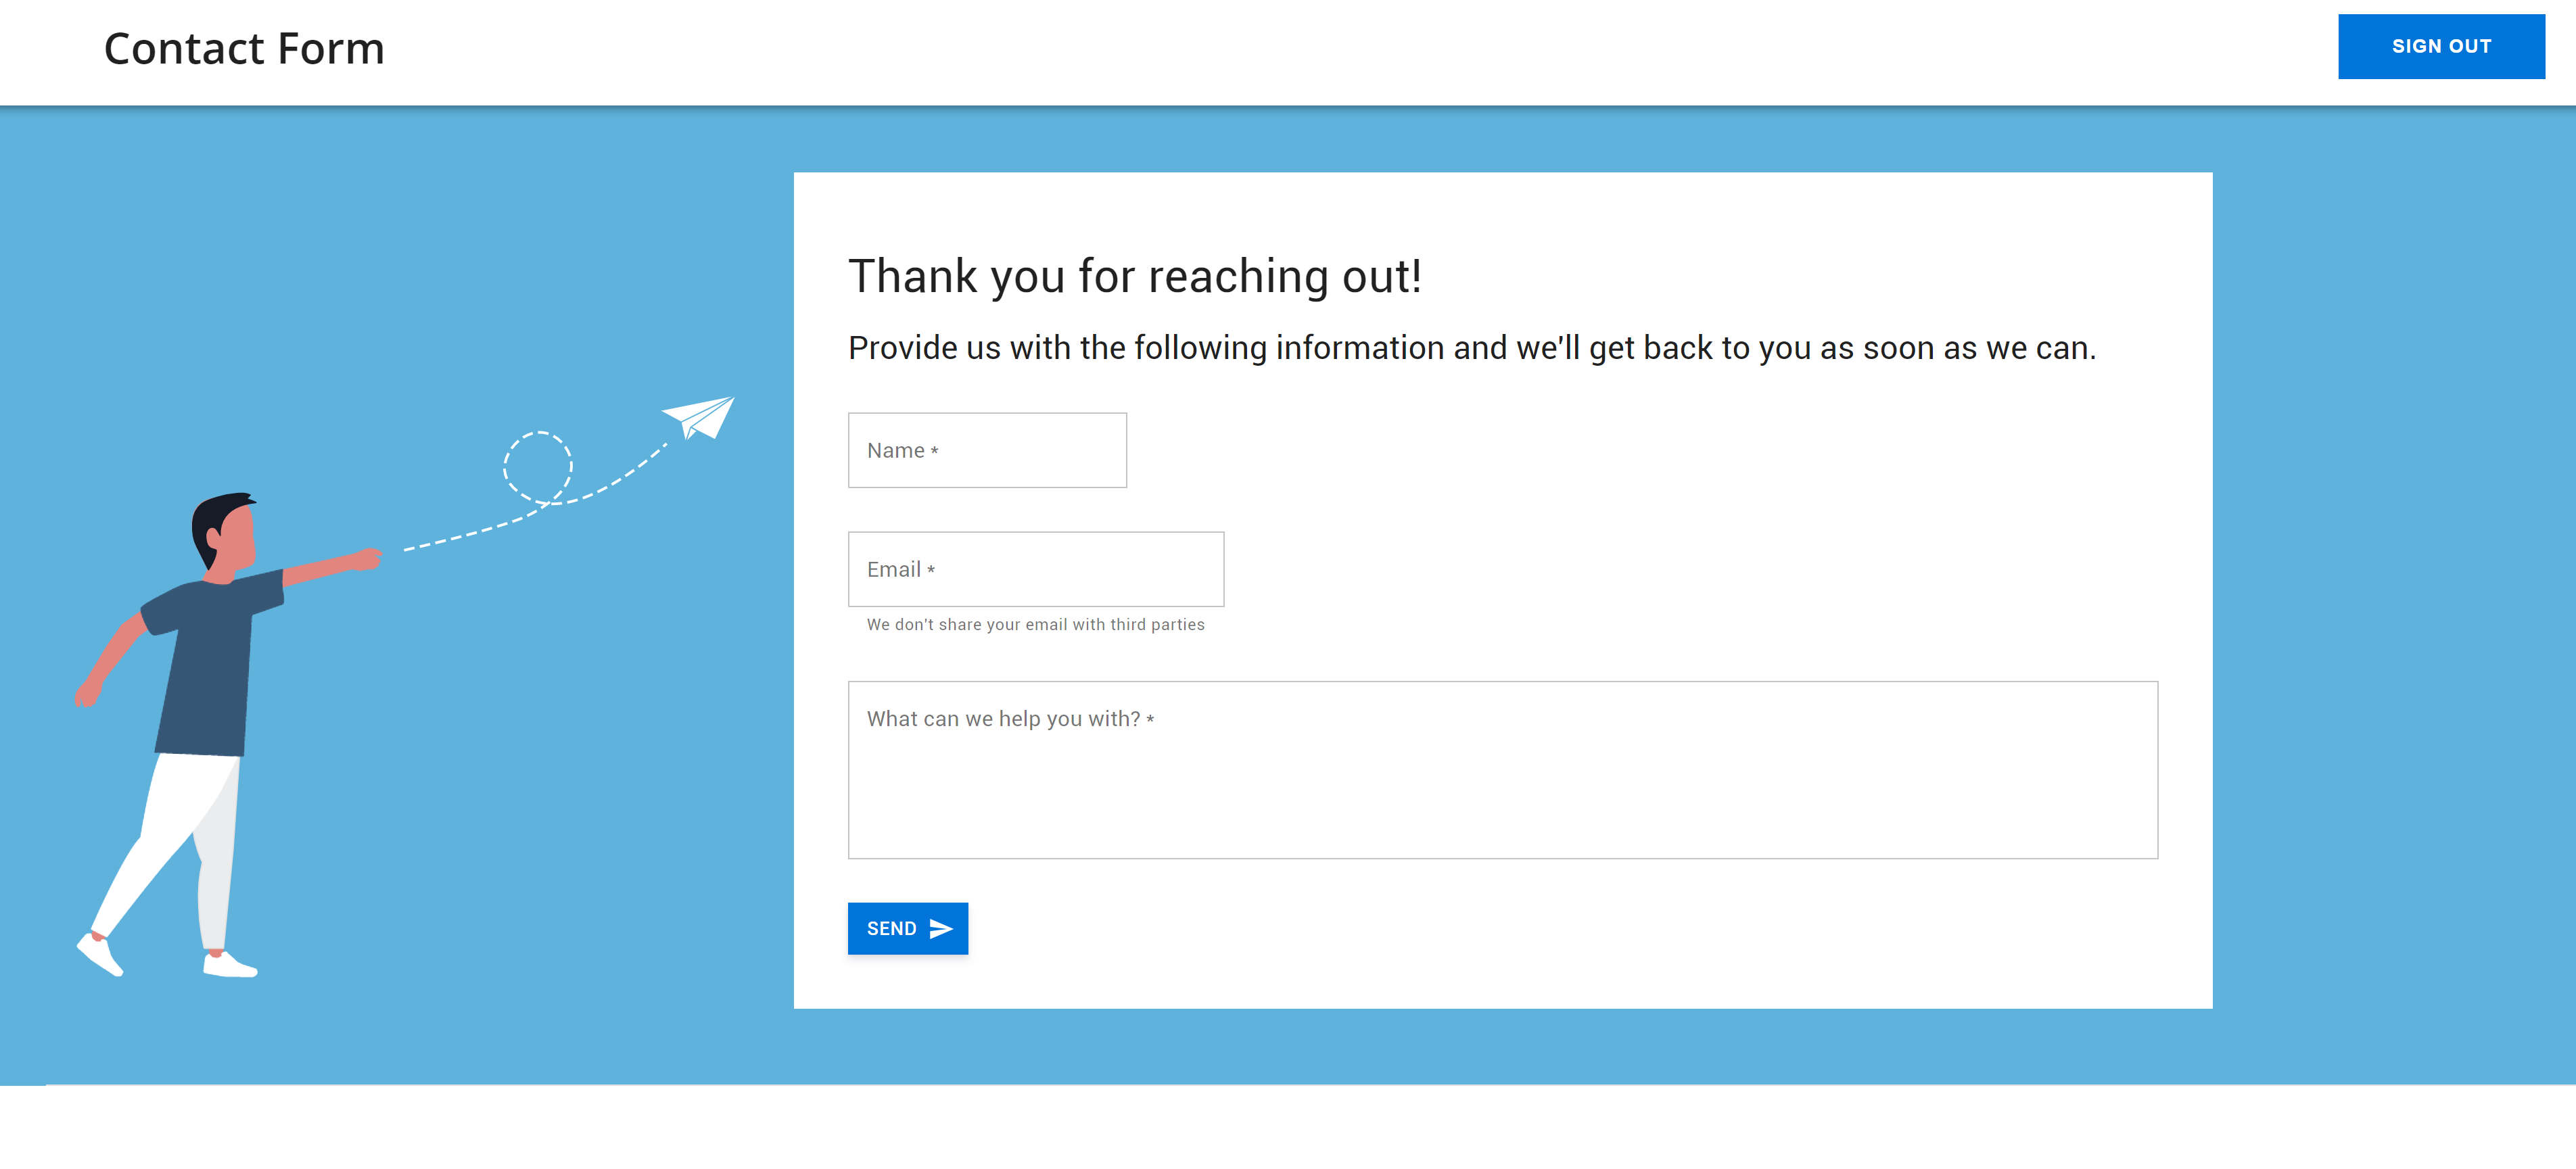 Contact Form
SIGN OUT
Thank you for reaching out!
Provide us with the following information and we'll get back to you as soon as we can.
Name *
Email *
We don't share your email with third parties
What can we help you with? *
SEND